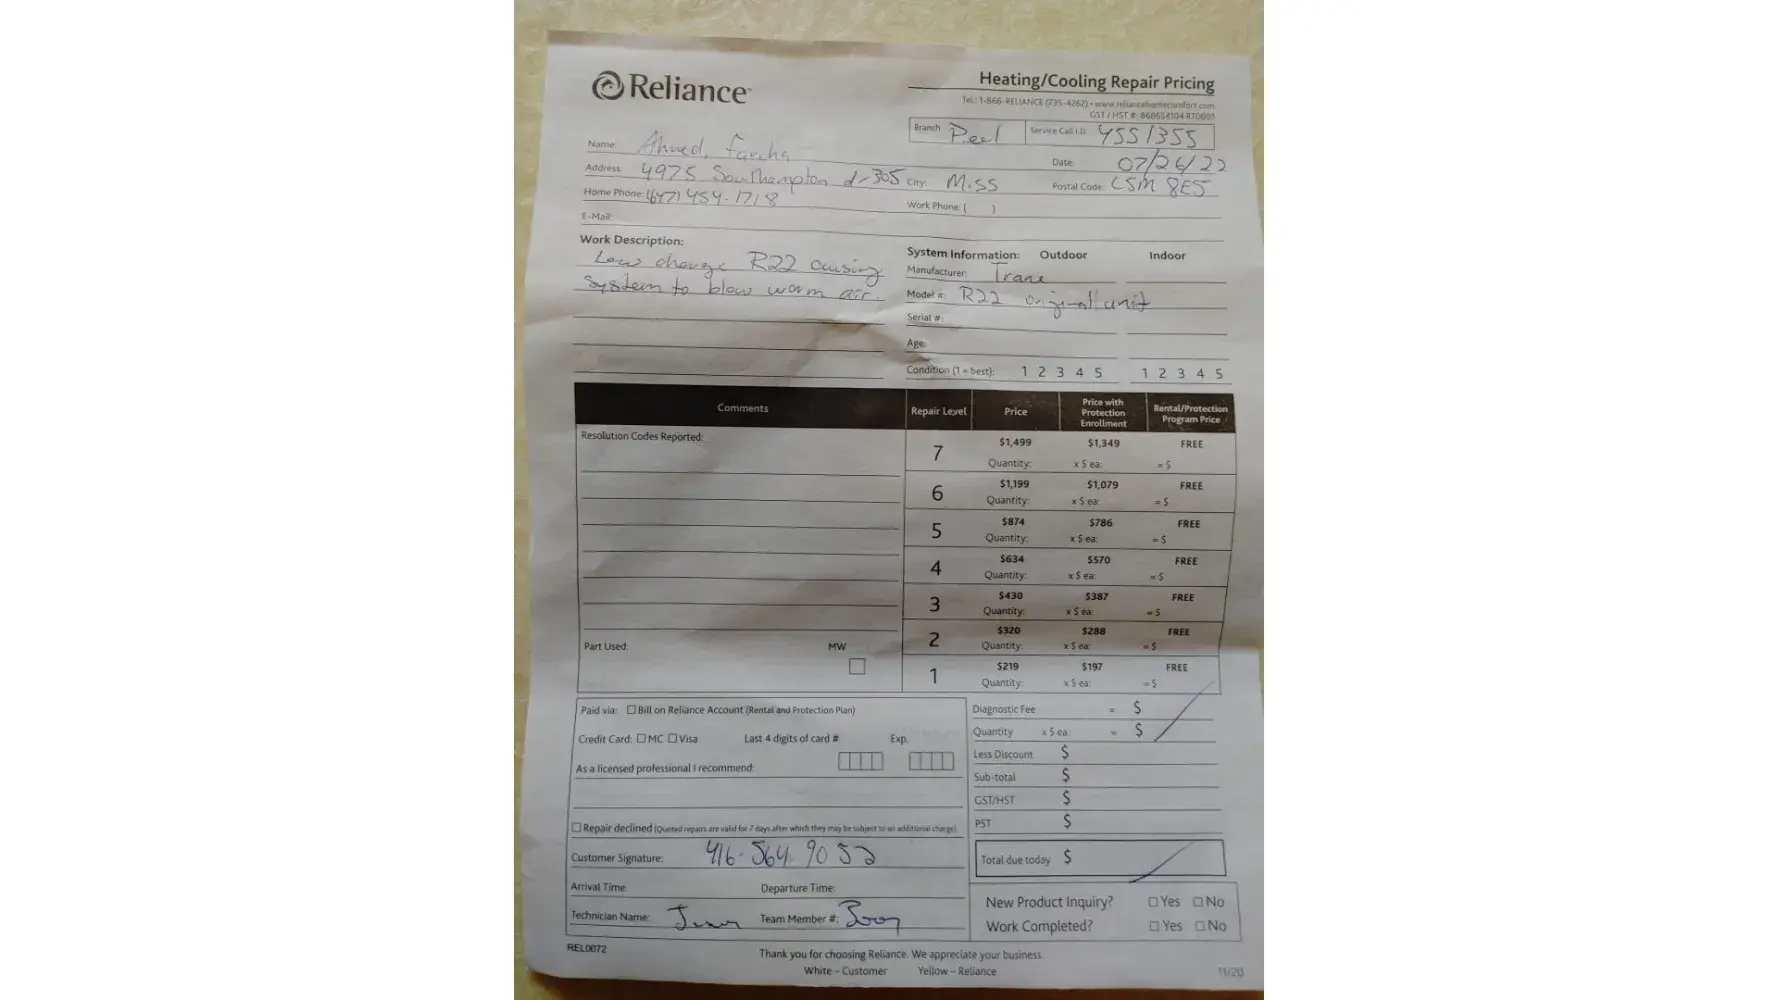 Reliance
Heating/Cooling Repair Pricing
Tel.: 1-866-RELIANCE (735-4262) • www.reliancehomecomfort.com
GST / HST #: 868658104 RT0001
Branch Peel Service Call I.D. 4551355
Name: Ahmed, Fariha
Date: 07/26/22
Address: 4975 Southampton d-305 City: Miss Postal Code: L5M 8E5
Home Phone: (647) 454.1718 Work Phone: ( )
E-Mail:
Work Description:
Low charge R22 causing
system to blow warm air.
System Information: Outdoor Indoor
Manufacturer: Trane
Model #: R22 original unit
Serial #:
Age:
Condition (1 = best): 1 2 3 4 5 1 2 3 4 5
Comments Repair Level Price Price with Protection Enrollment Rental/Protection Program Price
Resolution Codes Reported:
7 $1,499 $1,349 FREE
Quantity: x $ ea: = $
6 $1,199 $1,079 FREE
Quantity: x $ ea: = $
5 $874 $786 FREE
Quantity: x $ ea: = $
4 $634 $570 FREE
Quantity: x $ ea: = $
3 $430 $387 FREE
Quantity: x $ ea: = $
2 $320 $288 FREE
Quantity: x $ ea: = $
1 $219 $197 FREE
Quantity: x $ ea: = $
Part Used: MW
Paid via: Bill on Reliance Account (Rental and Protection Plan)
Credit Card: MC Visa Last 4 digits of card # Exp.
As a licensed professional I recommend:
Repair declined (Quoted repairs are valid for 7 days after which they may be subject to an additional charge).
Customer Signature: 416-564-9052
Arrival Time: Departure Time:
Technician Name: Team Member #:
Diagnostic Fee = $
Quantity x $ ea = $
Less Discount $
Sub-total $
GST/HST $
PST $
Total due today $
New Product Inquiry? Yes No
Work Completed? Yes No
REL0072
Thank you for choosing Reliance. We appreciate your business.
White – Customer Yellow – Reliance
11/20